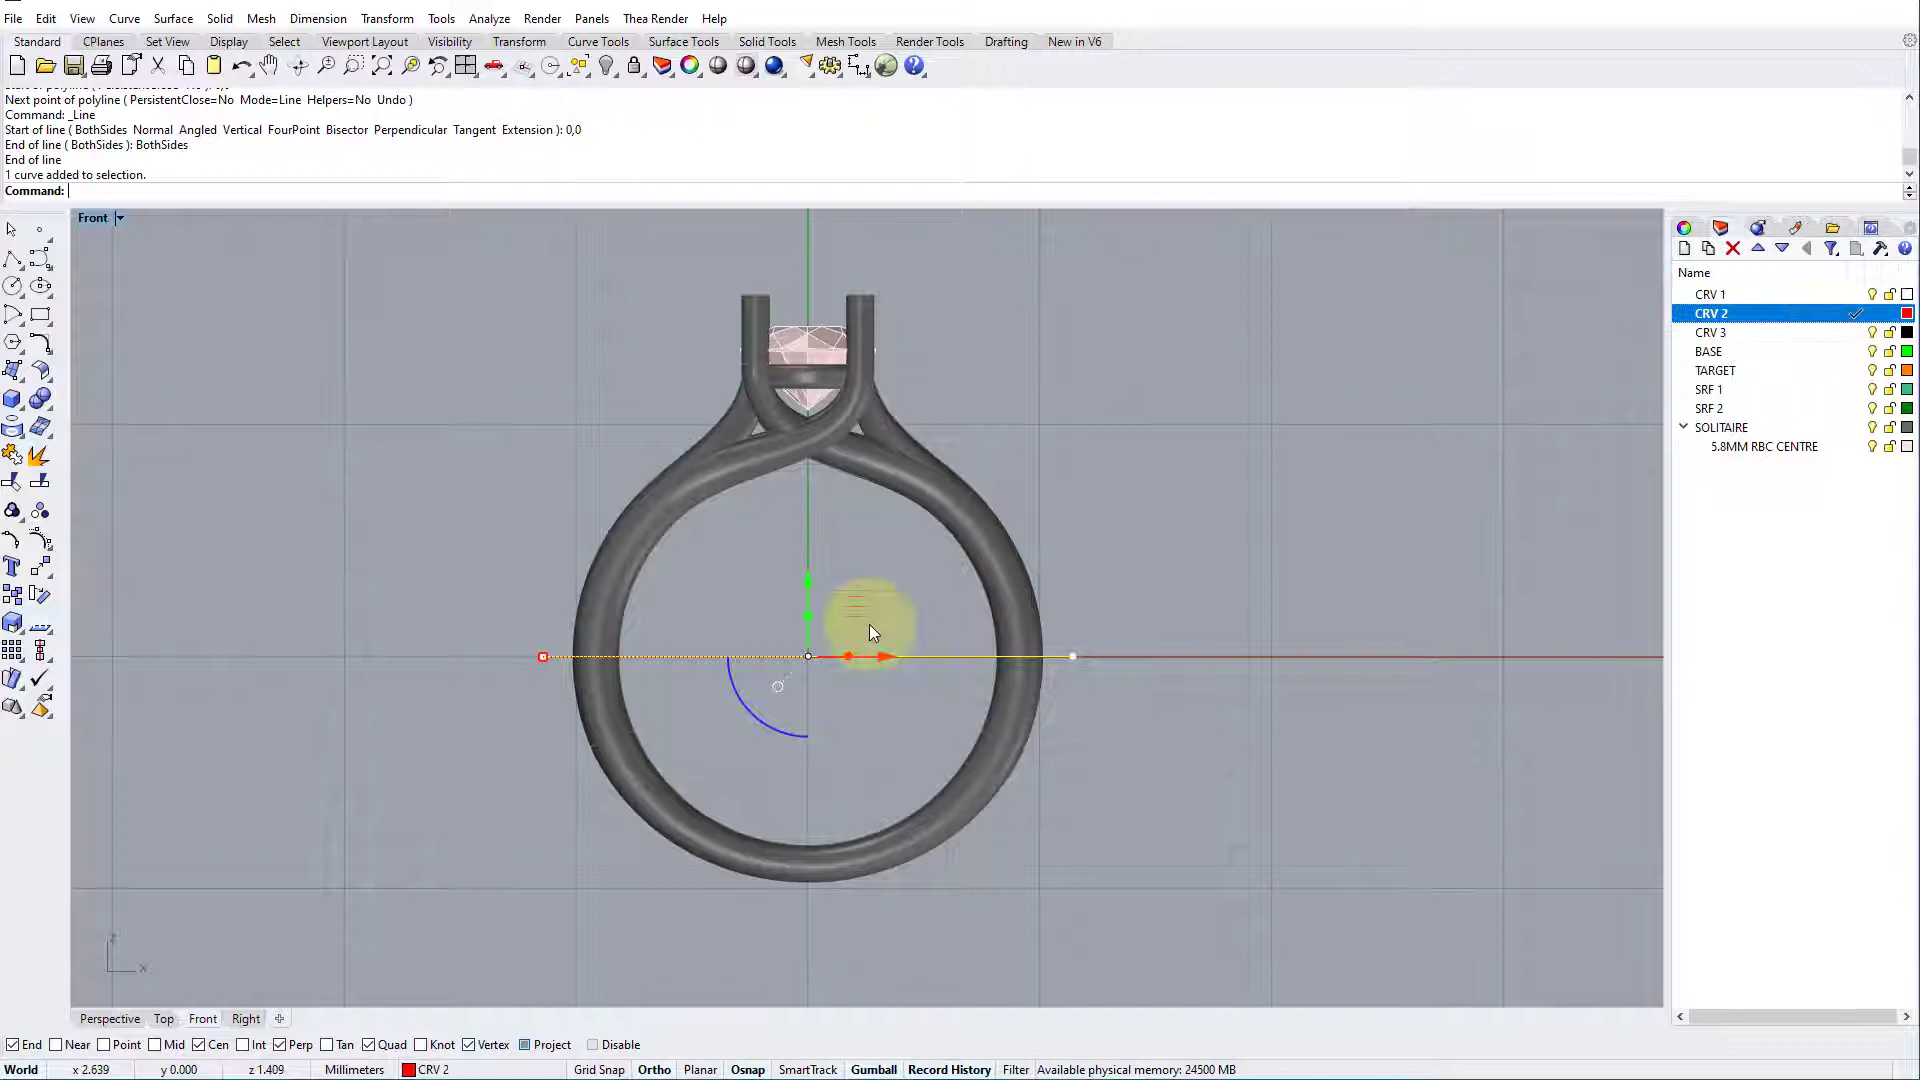 File Edit View Curve Surface Solid Mesh Dimension Transform Tools Analyze Render Panels Thea Render Help
Standard CPlanes Set View Display Select Viewport Layout Visibility Transform Curve Tools Surface Tools Solid Tools Mesh Tools Render Tools Drafting New in V6
Next point of polyline ( PersistentClose=No Mode=Line Helpers=No Undo )
Command: _Line
Start of line ( BothSides Normal Angled Vertical FourPoint Bisector Perpendicular Tangent Extension ): 0,0
End of line ( BothSides ): BothSides
End of line
1 curve added to selection.
Command:
Front
Name
CRV 1
CRV 2
CRV 3
BASE
TARGET
SRF 1
SRF 2
SOLITAIRE
5.8MM RBC CENTRE
z
x
Perspective Top Front Right
End Near Point Mid Cen Int Perp Tan Quad Knot Vertex Project Disable
World x 2.639 y 0.000 z 1.409 Millimeters CRV 2 Grid Snap Ortho Planar Osnap SmartTrack Gumball Record History Filter Available physical memory: 24500 MB